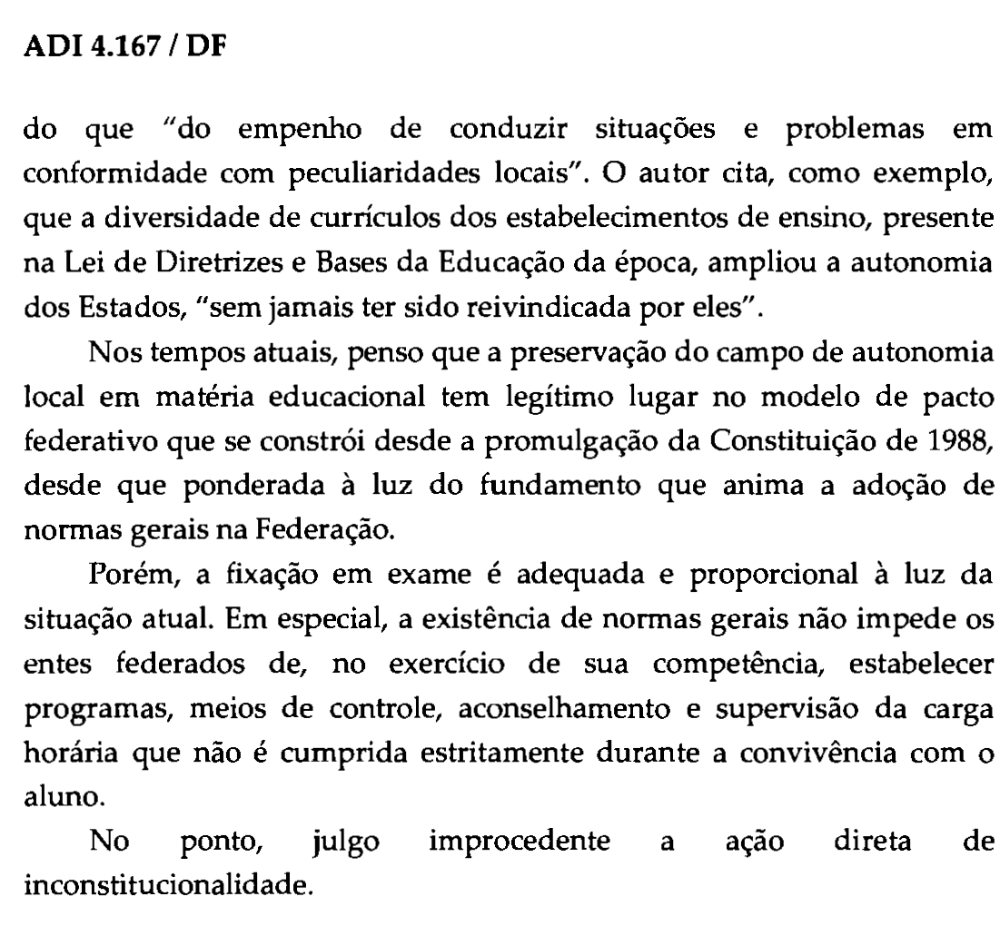 ADI 4.167 / DF
do que "do empenho de conduzir situações e problemas em
conformidade com peculiaridades locais". O autor cita, como exemplo,
que a diversidade de currículos dos estabelecimentos de ensino, presente
na Lei de Diretrizes e Bases da Educação da época, ampliou a autonomia
dos Estados, "sem jamais ter sido reivindicada por eles".
Nos tempos atuais, penso que a preservação do campo de autonomia
local em matéria educacional tem legítimo lugar no modelo de pacto
federativo que se constrói desde a promulgação da Constituição de 1988,
desde que ponderada à luz do fundamento que anima a adoção de
normas gerais na Federação.
Porém, a fixação em exame é adequada e proporcional à luz da
situação atual. Em especial, a existência de normas gerais não impede os
entes federados de, no exercício de sua competência, estabelecer
programas, meios de controle, aconselhamento e supervisão da carga
horária que não é cumprida estritamente durante a convivência com o
aluno.
No ponto, julgo improcedente a ação direta de
inconstitucionalidade.